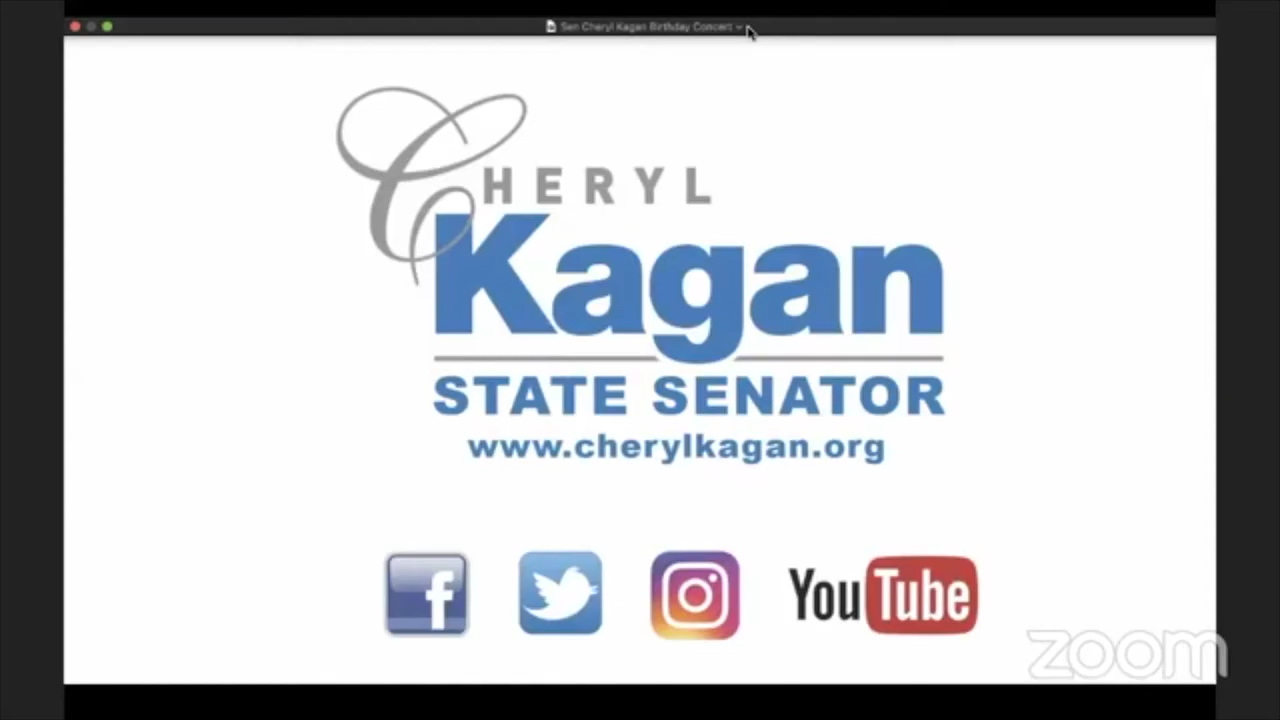 Sen Cheryl Kagan Birthday Concert
CHERYL
Kagan
STATE SENATOR
www.cherylkagan.org
f
YouTube
zoom